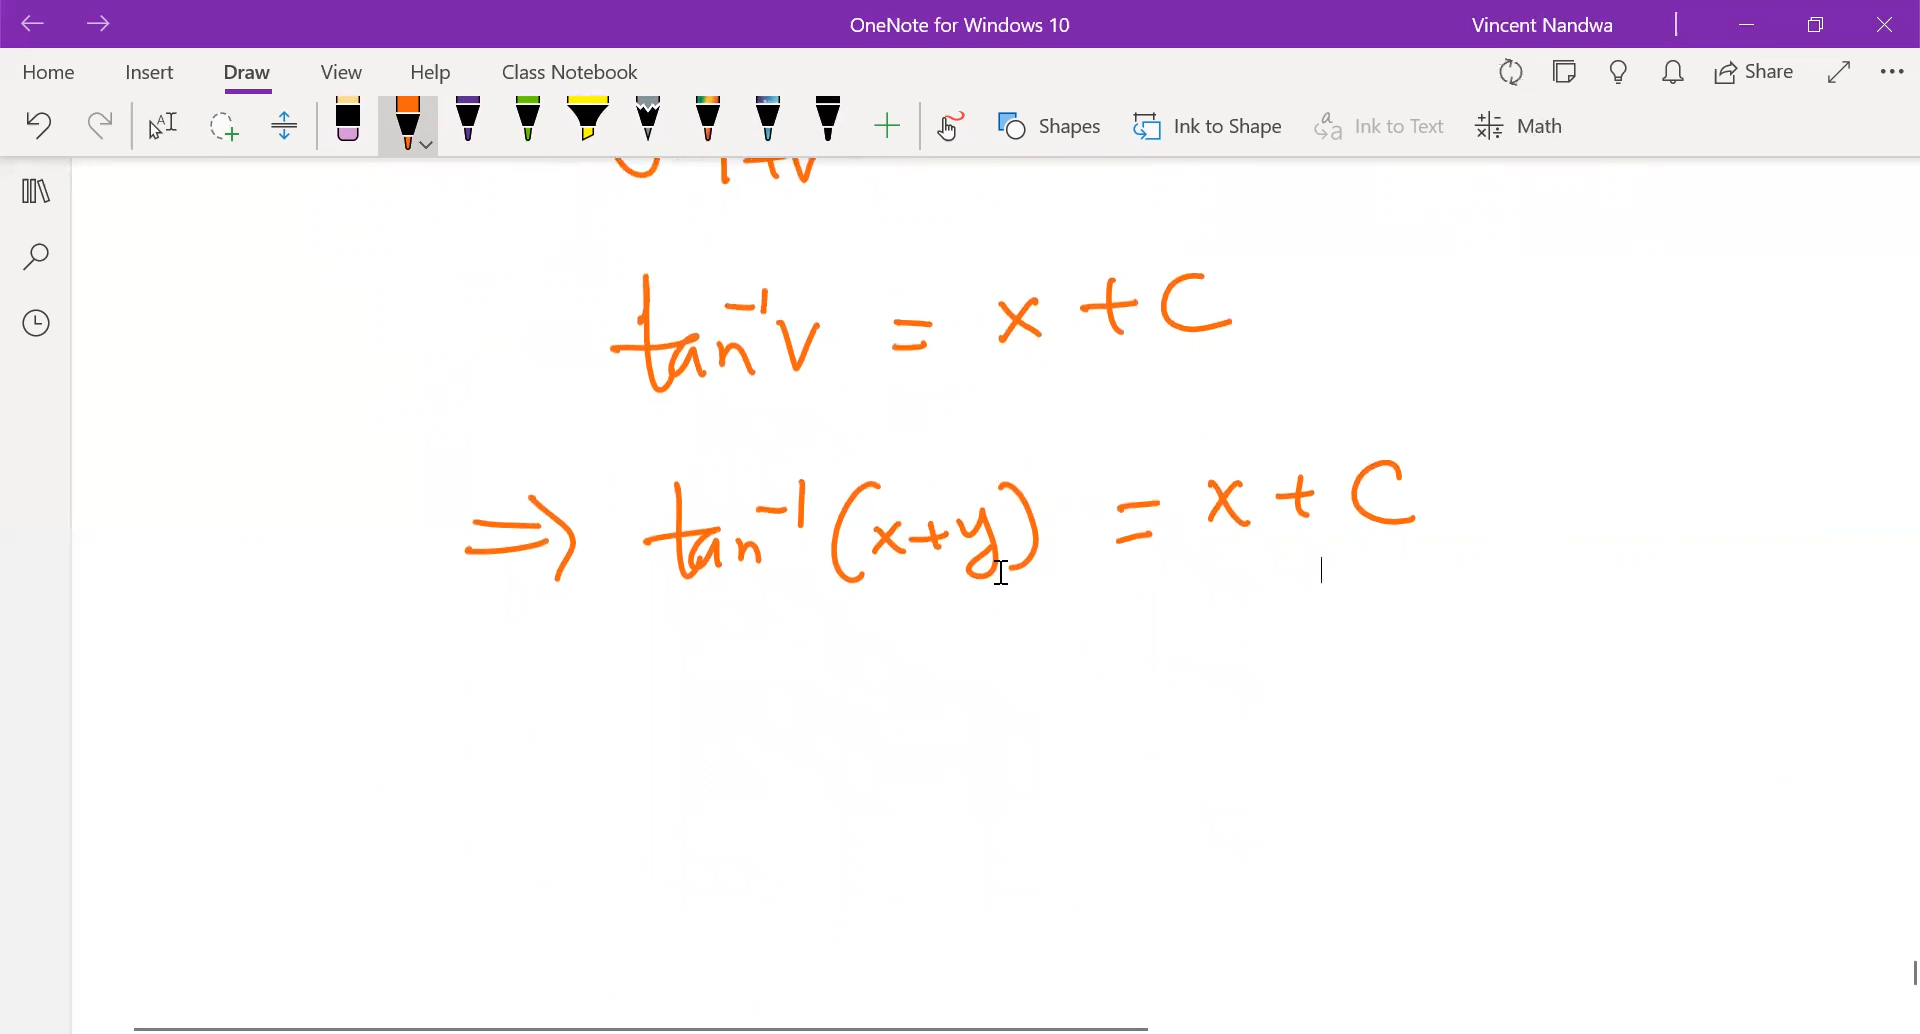 OneNote for Windows 10
Vincent Nandwa
Home Insert Draw View Help Class Notebook
Share
Shapes Ink to Shape Ink to Text Math
1+v
tan⁻¹v = x + C
⇒ tan⁻¹(x+y) = x + C